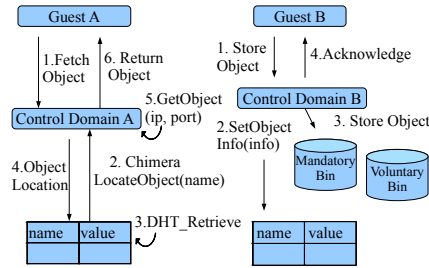 Guest A
1.Fetch
Object
6. Return
Object
5.GetObject
(ip, port)
Control Domain A
4.Object
Location
2. Chimera
LocateObject(name)
3.DHT_Retrieve
name
value
Guest B
1. Store
Object
4.Acknowledge
Control Domain B
2.SetObject
Info(info)
3. Store Object
Mandatory
Bin
Voluntary
Bin
name
value